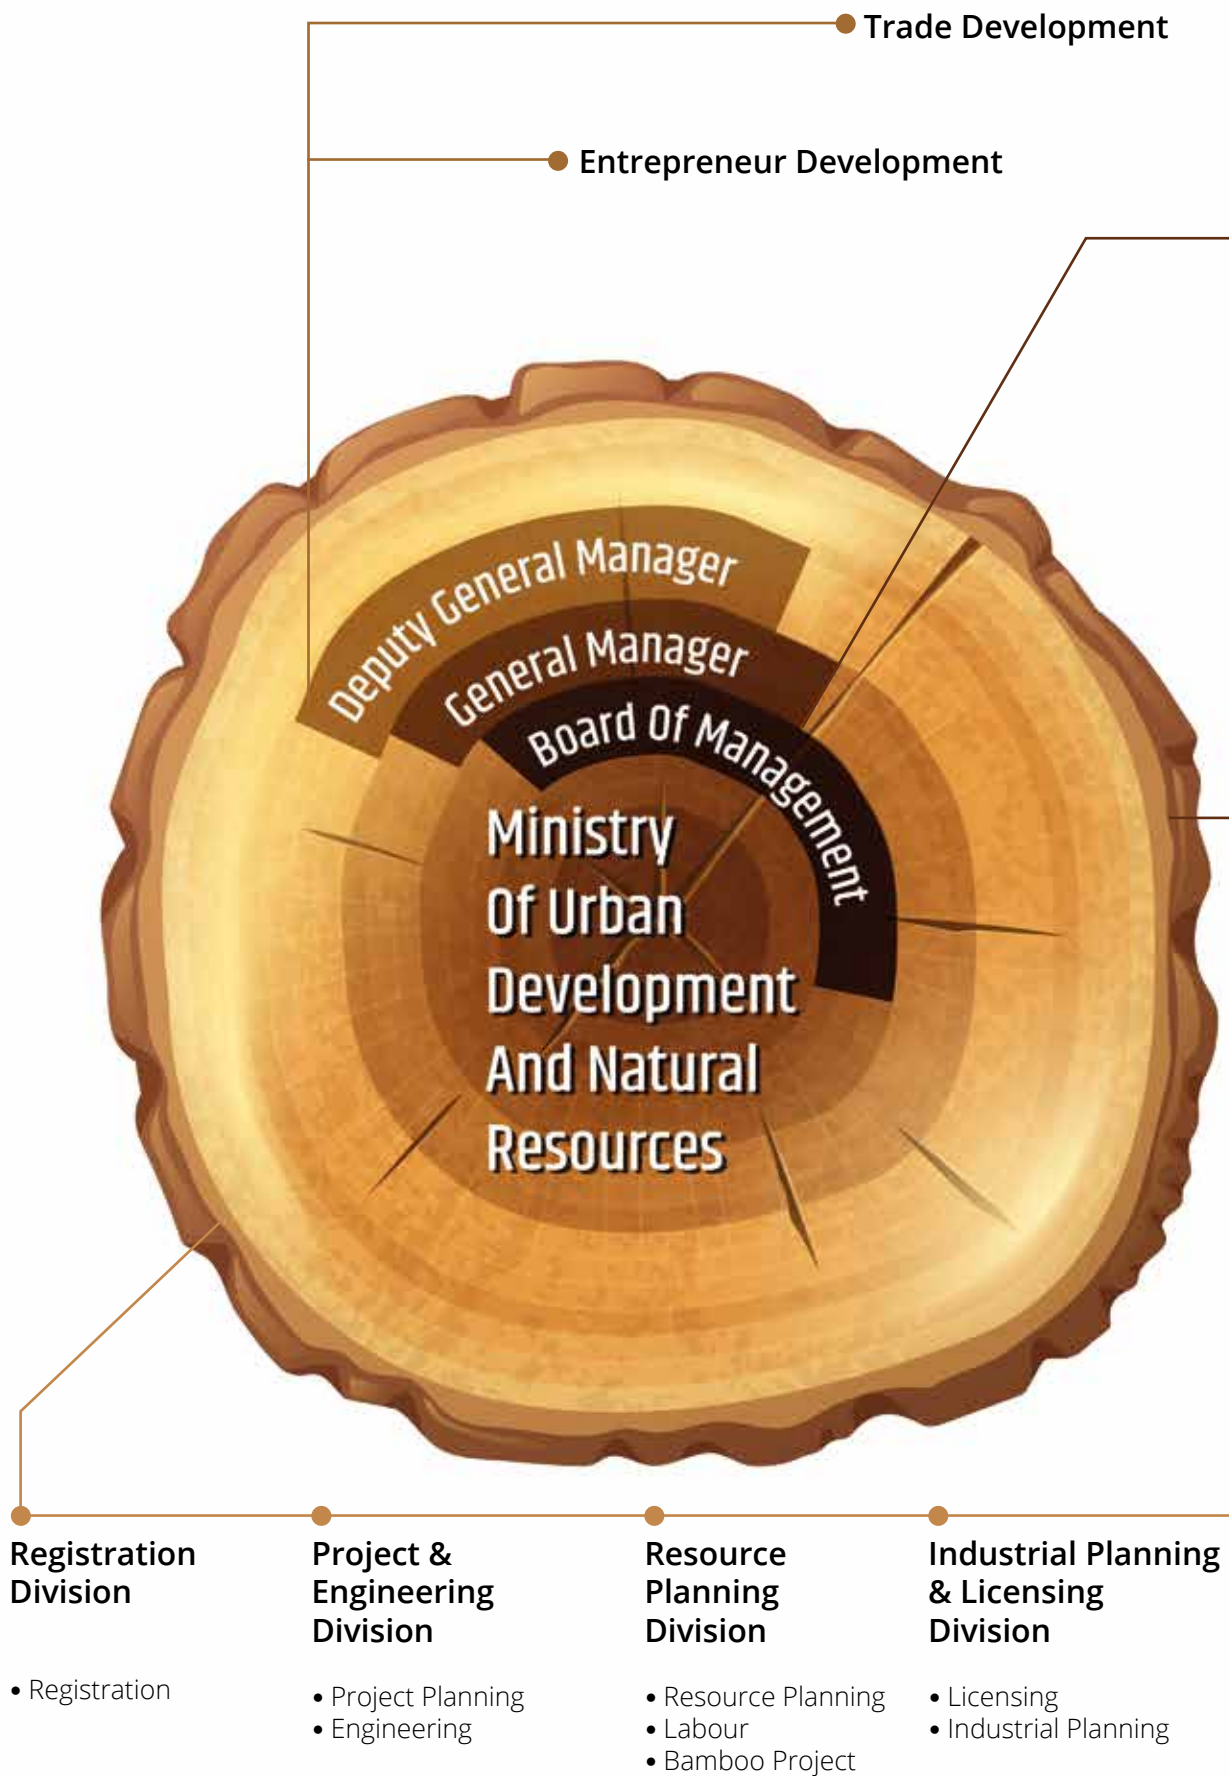 Trade Development
Entrepreneur Development
Deputy General Manager
General Manager
Board Of Management
Ministry
Of Urban
Development
And Natural
Resources
Registration
Division
• Registration
Project &
Engineering
Division
• Project Planning
• Engineering
Resource
Planning
Division
• Resource Planning
• Labour
• Bamboo Project
Industrial Planning
& Licensing
Division
• Licensing
• Industrial Planning